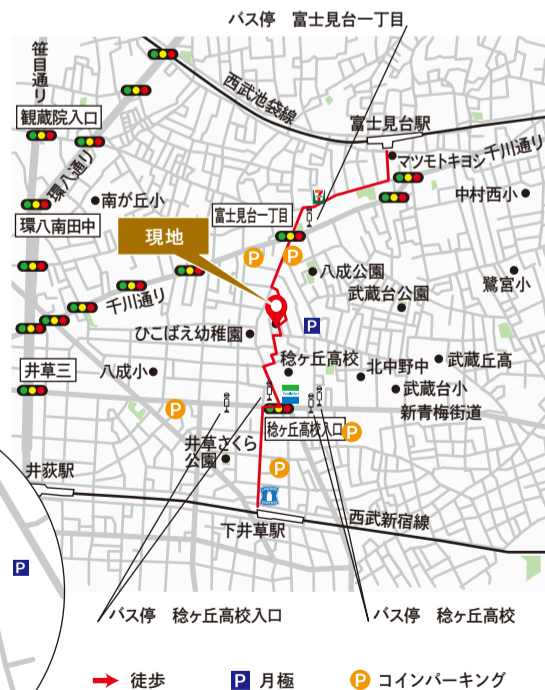 バス停 富士見台一丁目
笹目通り
西武池袋線
観蔵院入口
富士見台駅
環八通り
マツモトキヨシ
千川通り
南が丘小
中村西小
環八南田中
富士見台一丁目
現地
P
P
八成公園
鷺宮小
千川通り
武蔵台公園
P
ひこばえ幼稚園
井草三
八成小
稔ヶ丘高校
北中野中
武蔵丘高
武蔵台小
FamilyMart
P
新青梅街道
稔ヶ丘高校入口
P
井草さくら
公園
P
井荻駅
西武新宿線
下井草駅
P
バス停 稔ヶ丘高校入口
バス停 稔ヶ丘高校
徒歩
P 月極
P コインパーキング